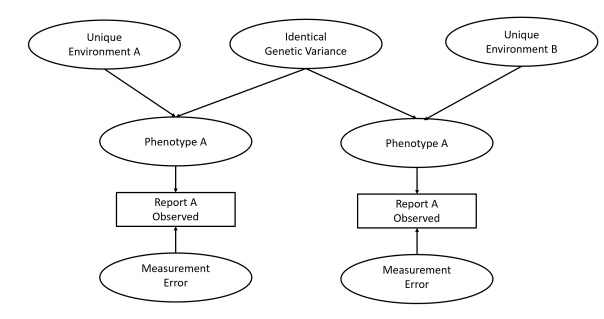 Unique
Environment A
Identical
Genetic Variance
Unique
Environment B
Phenotype A
Phenotype A
Report A
Observed
Report A
Observed
Measurement
Error
Measurement
Error